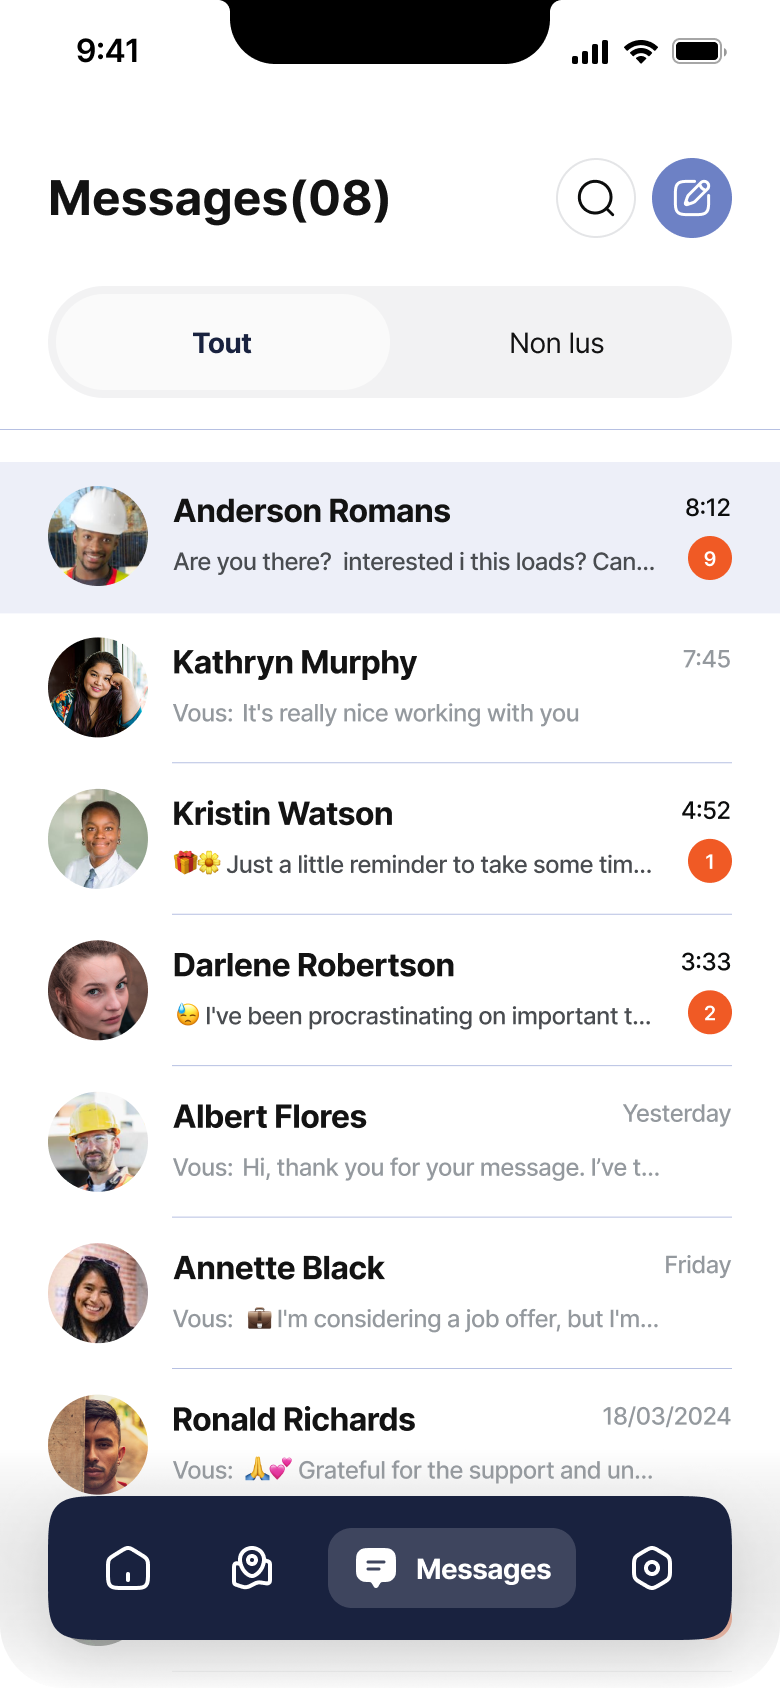 9:41
Messages(08)
Tout
Non lus
Anderson Romans
8:12
Are you there?  interested i this loads? Can...
9
Kathryn Murphy
7:45
Vous: It's really nice working with you
Kristin Watson
4:52
🎁🌼 Just a little reminder to take some tim...
1
Darlene Robertson
3:33
😓 I've been procrastinating on important t...
2
Albert Flores
Yesterday
Vous: Hi, thank you for your message. I’ve t...
Annette Black
Friday
Vous: 💼 I'm considering a job offer, but I'm...
Ronald Richards
18/03/2024
Vous: 🙏💕 Grateful for the support and un...
Messages